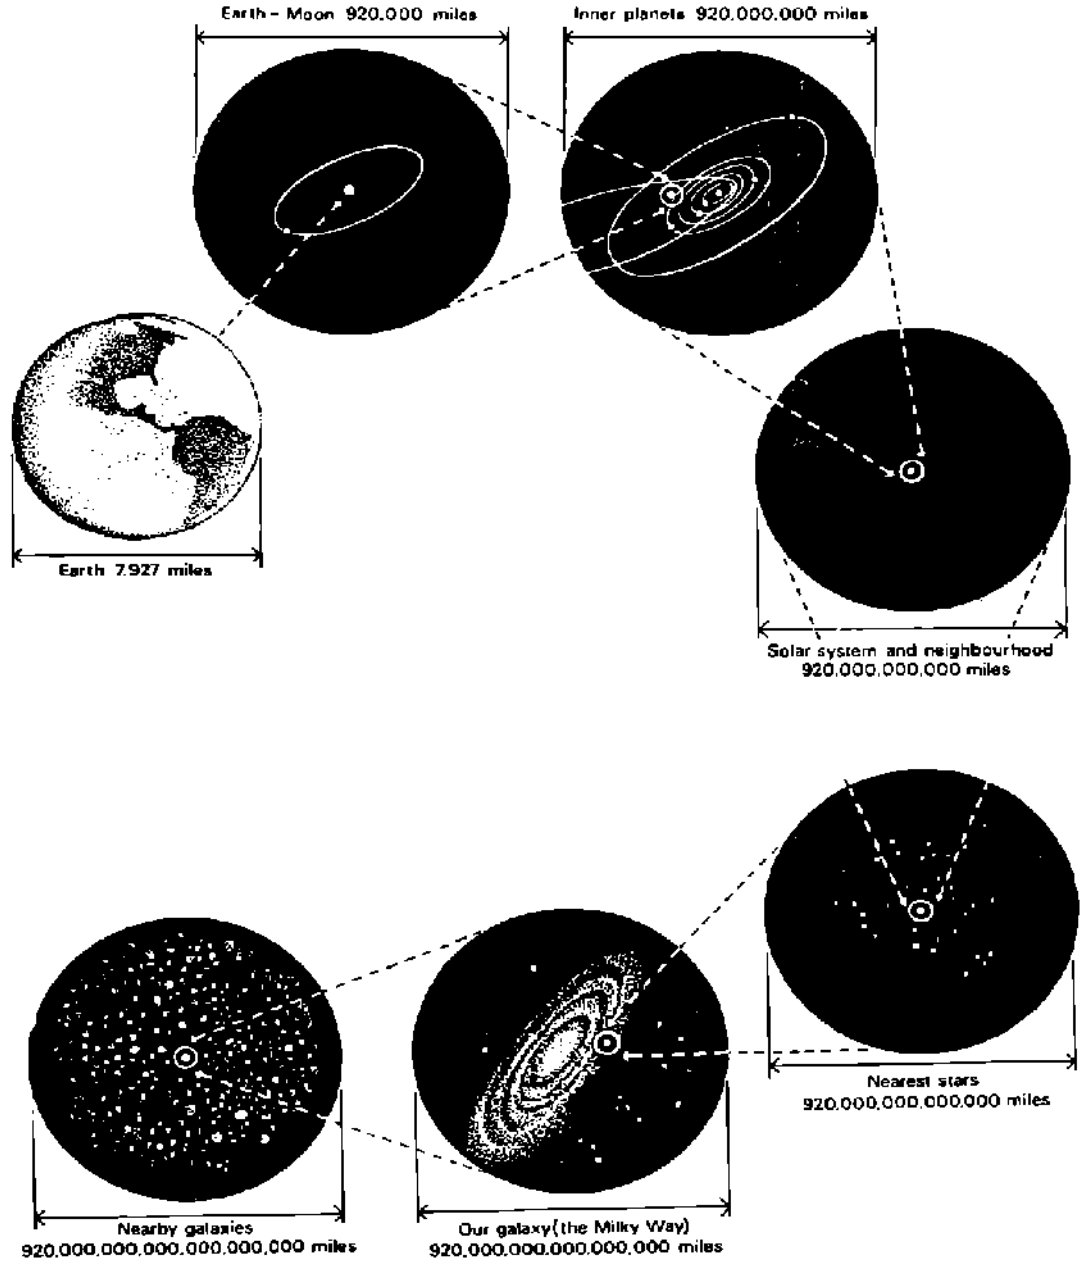 Earth - Moon 920.000 miles
Inner planets 920.000.000 miles
Earth 7.927 miles
Solar system and neighbourhood
920.000.000.000 miles
Nearest stars
920.000.000.000.000 miles
Nearby galaxies
920.000.000.000.000.000.000 miles
Our galaxy (the Milky Way)
920.000.000.000.000.000 miles